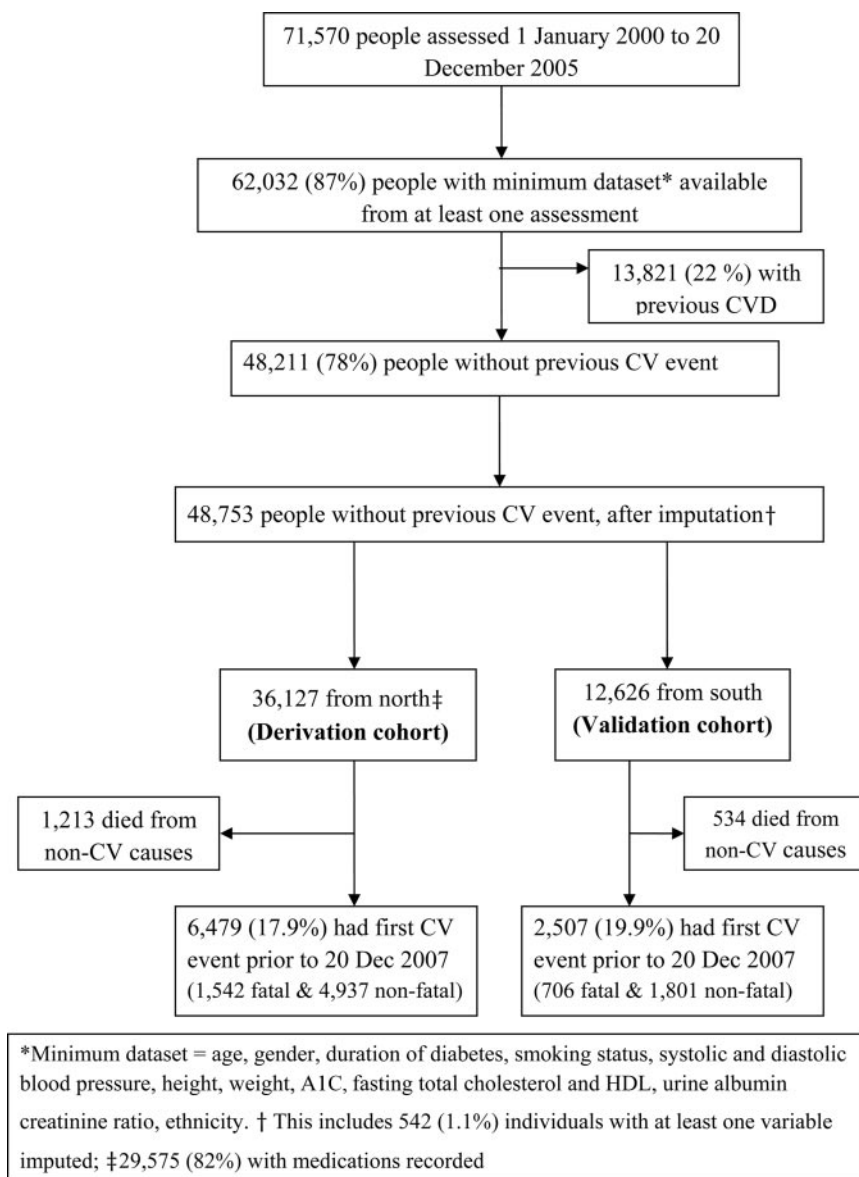 71,570 people assessed 1 January 2000 to 20
December 2005
62,032 (87%) people with minimum dataset* available
from at least one assessment
13,821 (22 %) with
previous CVD
48,211 (78%) people without previous CV event
48,753 people without previous CV event, after imputation†
36,127 from north‡
(Derivation cohort)
12,626 from south
(Validation cohort)
1,213 died from
non-CV causes
534 died from
non-CV causes
6,479 (17.9%) had first CV
event prior to 20 Dec 2007
(1,542 fatal & 4,937 non-fatal)
2,507 (19.9%) had first CV
event prior to 20 Dec 2007
(706 fatal & 1,801 non-fatal)
*Minimum dataset = age, gender, duration of diabetes, smoking status, systolic and diastolic
blood pressure, height, weight, A1C, fasting total cholesterol and HDL, urine albumin
creatinine ratio, ethnicity. † This includes 542 (1.1%) individuals with at least one variable
imputed; ‡29,575 (82%) with medications recorded